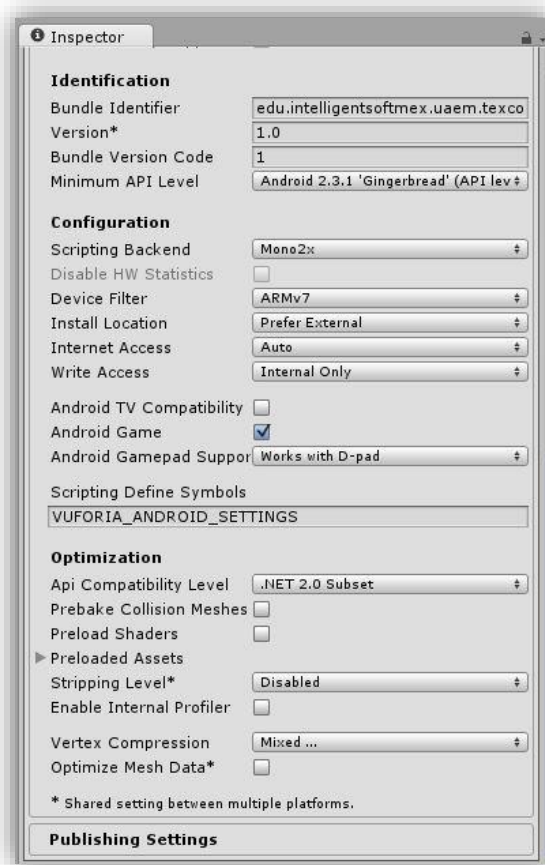 Inspector
Identification
Bundle Identifier edu.intelligentsoftmex.uaem.texco
Version* 1.0
Bundle Version Code 1
Minimum API Level Android 2.3.1 'Gingerbread' (API lev
Configuration
Scripting Backend Mono2x
Disable HW Statistics
Device Filter ARMv7
Install Location Prefer External
Internet Access Auto
Write Access Internal Only
Android TV Compatibility
Android Game
Android Gamepad Suppor Works with D-pad
Scripting Define Symbols
VUFORIA_ANDROID_SETTINGS
Optimization
Api Compatibility Level .NET 2.0 Subset
Prebake Collision Meshes
Preload Shaders
Preloaded Assets
Stripping Level* Disabled
Enable Internal Profiler
Vertex Compression Mixed ...
Optimize Mesh Data*
* Shared setting between multiple platforms.
Publishing Settings